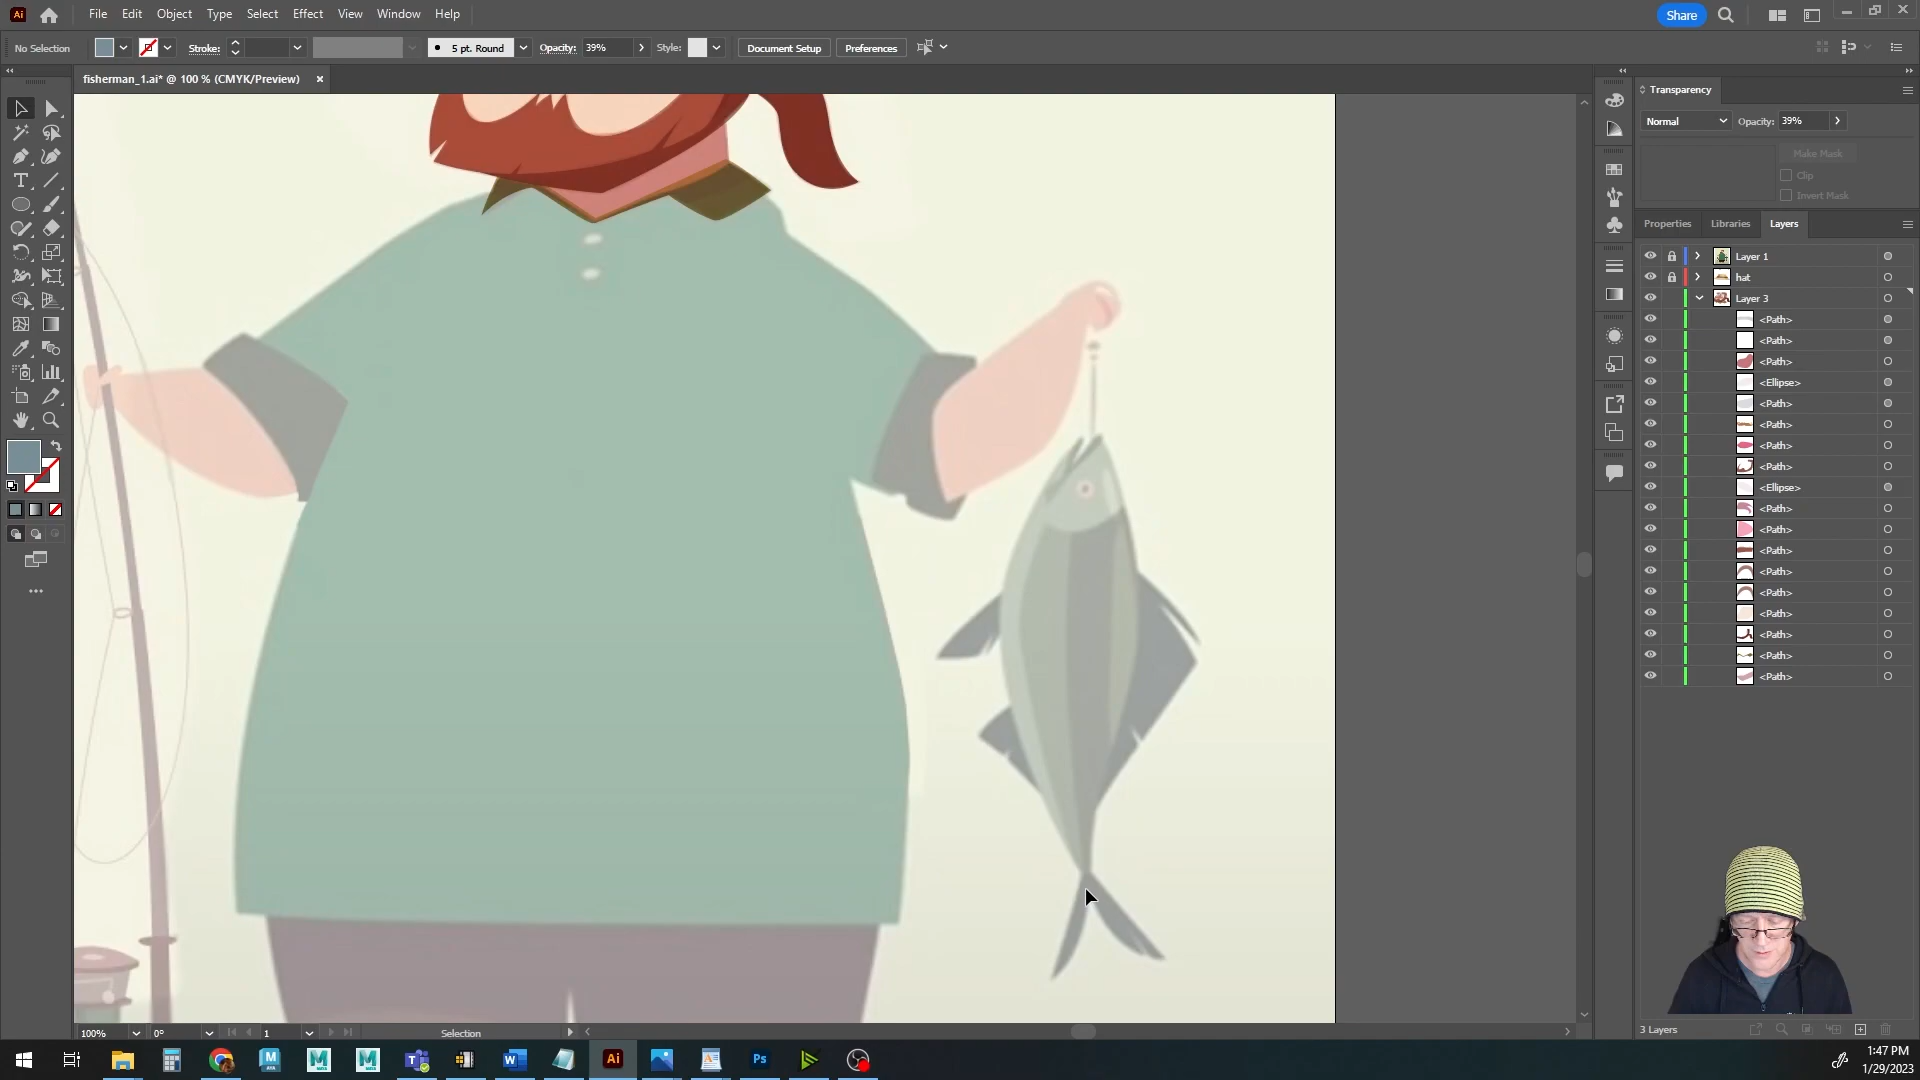 Ai File Edit Object Type Select Effect View Window Help Share
No Selection Stroke: 5 pt. Round Opacity: 39% Style: Document Setup Preferences
fisherman_1.ai* @ 100 % (CMYK/Preview) ×
Transparency
Normal Opacity: 39%
Make Mask
Clip
Invert Mask
Properties Libraries Layers
Layer 1
hat
Layer 3
<Path>
<Path>
<Path>
<Ellipse>
<Path>
<Path>
<Path>
<Path>
<Ellipse>
<Path>
<Path>
<Path>
<Path>
<Path>
<Path>
<Path>
<Path>
<Path>
3 Layers
100% 0° 1 Selection
Ai Ps
1:47 PM
1/29/2023